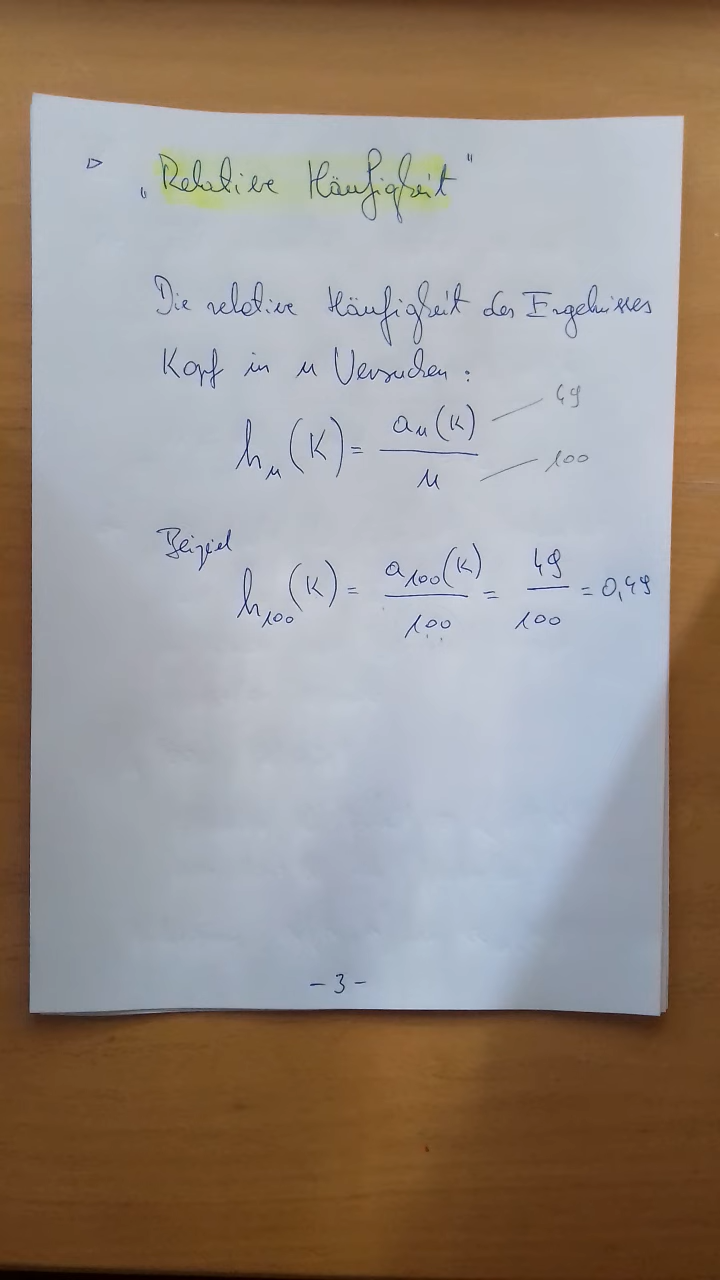 ▷ „Relative Häufigkeit"
Die relative Häufigkeit des Ergebnisses
Kopf in n Versuchen:
hₙ(K) = aₙ(K) / n
49
100
Beispiel
h₁₀₀(K) = a₁₀₀(K) / 100 = 49 / 100 = 0,49
- 3 -